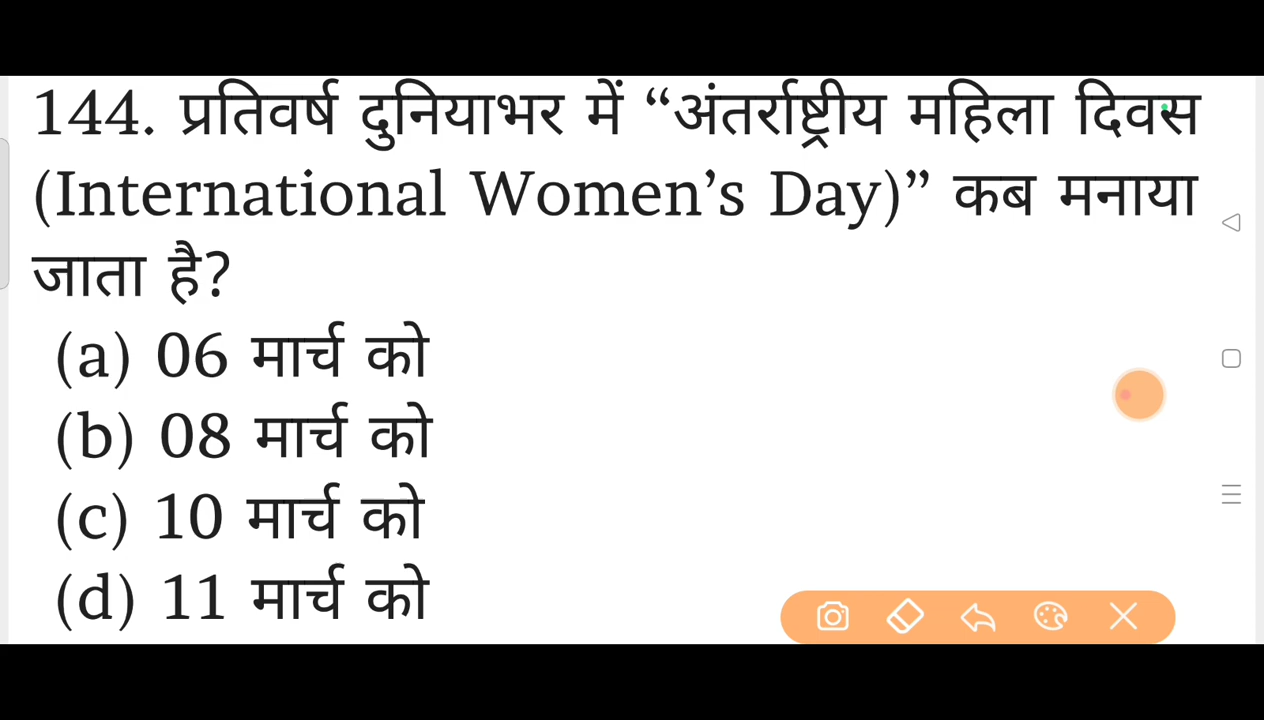 144. प्रतिवर्ष दुनियाभर में “अंतर्राष्ट्रीय महिला दिवस
(International Women’s Day)” कब मनाया
जाता है?
(a) 06 मार्च को
(b) 08 मार्च को
(c) 10 मार्च को
(d) 11 मार्च को